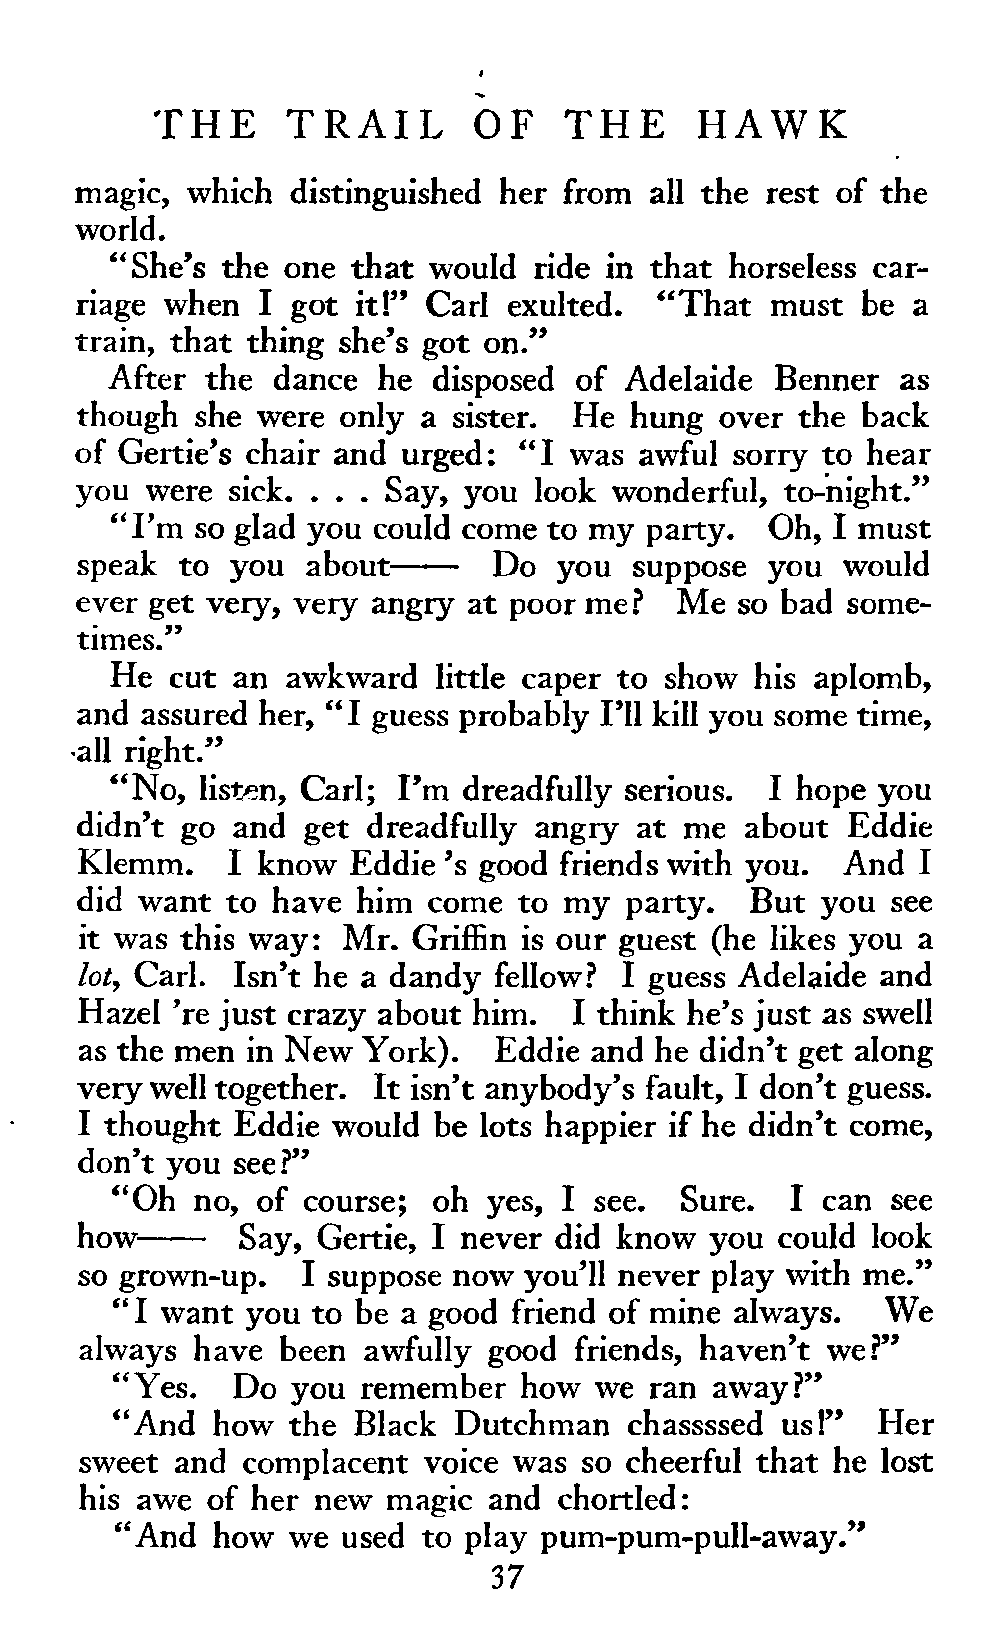 THE TRAIL OF THE HAWK
magic, which distinguished her from all the rest of the
world.
"She's the one that would ride in that horseless car-
riage when I got it!" Carl exulted. "That must be a
train, that thing she's got on."
After the dance he disposed of Adelaide Benner as
though she were only a sister. He hung over the back
of Gertie's chair and urged: "I was awful sorry to hear
you were sick. . . . Say, you look wonderful, to-night."
"I'm so glad you could come to my party. Oh, I must
speak to you about—— Do you suppose you would
ever get very, very angry at poor me? Me so bad some-
times."
He cut an awkward little caper to show his aplomb,
and assured her, "I guess probably I'll kill you some time,
all right."
"No, listen, Carl; I'm dreadfully serious. I hope you
didn't go and get dreadfully angry at me about Eddie
Klemm. I know Eddie 's good friends with you. And I
did want to have him come to my party. But you see
it was this way: Mr. Griffin is our guest (he likes you a
lot, Carl. Isn't he a dandy fellow? I guess Adelaide and
Hazel 're just crazy about him. I think he's just as swell
as the men in New York). Eddie and he didn't get along
very well together. It isn't anybody's fault, I don't guess.
I thought Eddie would be lots happier if he didn't come,
don't you see?"
"Oh no, of course; oh yes, I see. Sure. I can see
how—— Say, Gertie, I never did know you could look
so grown-up. I suppose now you'll never play with me."
"I want you to be a good friend of mine always. We
always have been awfully good friends, haven't we?"
"Yes. Do you remember how we ran away?"
"And how the Black Dutchman chassssed us!" Her
sweet and complacent voice was so cheerful that he lost
his awe of her new magic and chortled:
"And how we used to play pum-pum-pull-away."
37